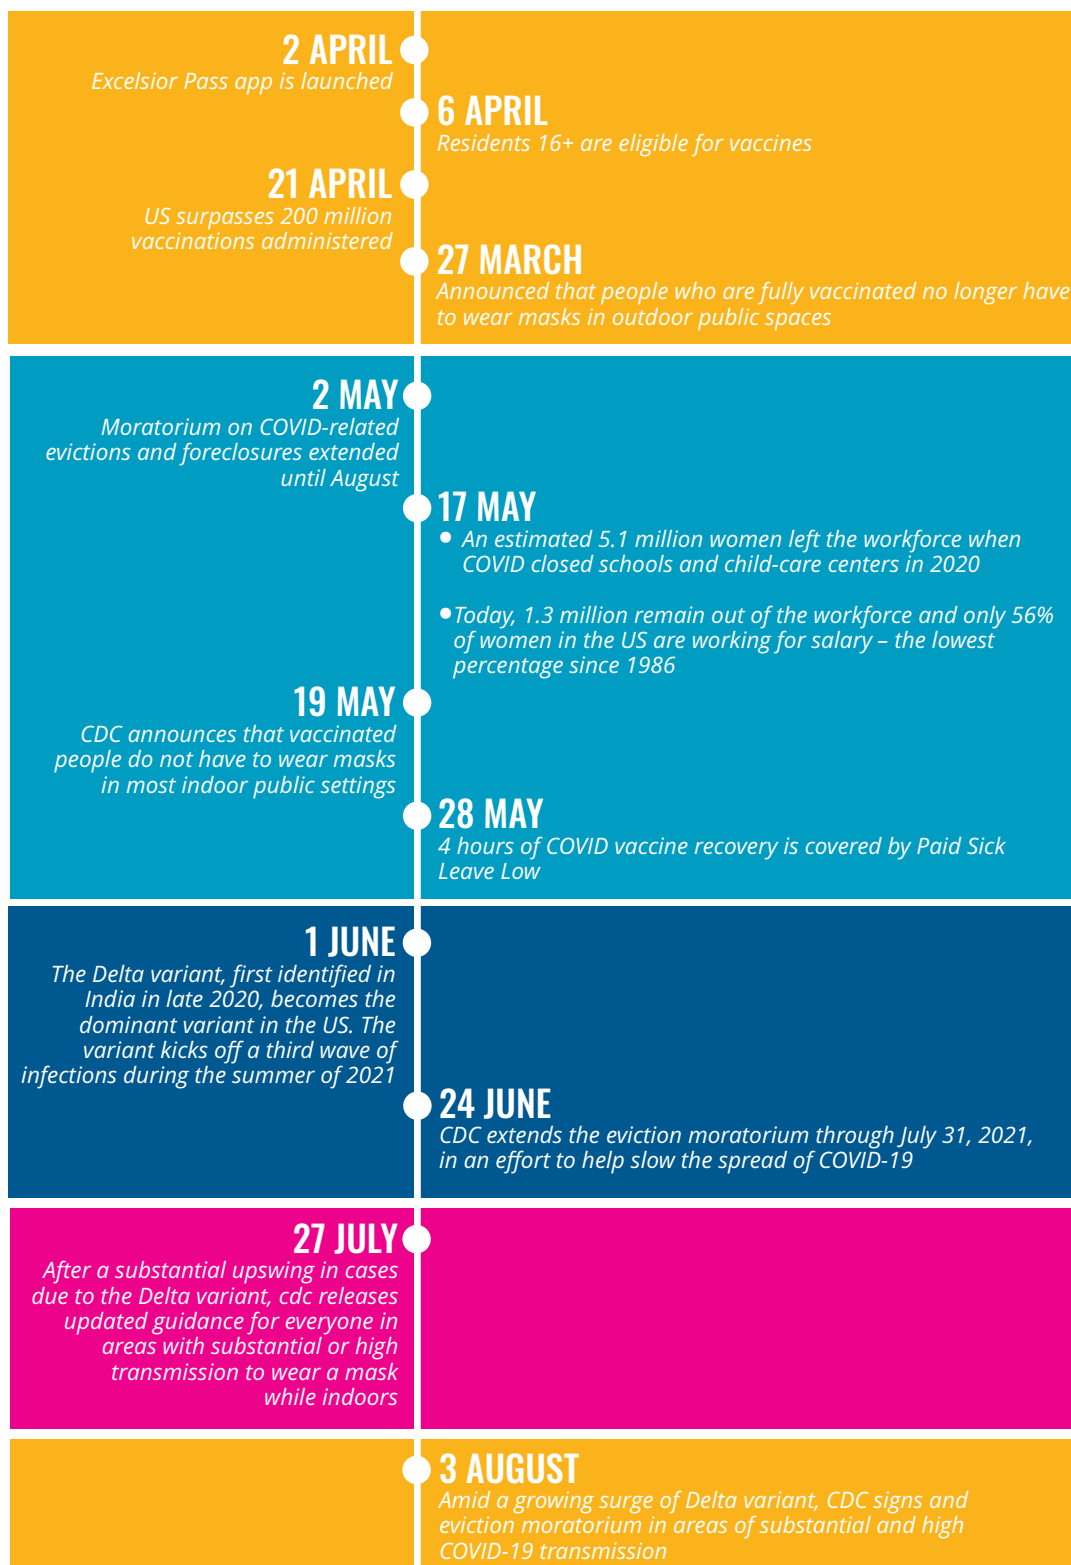 2 APRIL
Excelsior Pass app is launched
6 APRIL
Residents 16+ are eligible for vaccines
21 APRIL
US surpasses 200 million
vaccinations administered
27 MARCH
Announced that people who are fully vaccinated no longer have
to wear masks in outdoor public spaces
2 MAY
Moratorium on COVID-related
evictions and foreclosures extended
until August
17 MAY
• An estimated 5.1 million women left the workforce when
COVID closed schools and child-care centers in 2020
• Today, 1.3 million remain out of the workforce and only 56%
of women in the US are working for salary – the lowest
percentage since 1986
19 MAY
CDC announces that vaccinated
people do not have to wear masks
in most indoor public settings
28 MAY
4 hours of COVID vaccine recovery is covered by Paid Sick
Leave Low
1 JUNE
The Delta variant, first identified in
India in late 2020, becomes the
dominant variant in the US. The
variant kicks off a third wave of
infections during the summer of 2021
24 JUNE
CDC extends the eviction moratorium through July 31, 2021,
in an effort to help slow the spread of COVID-19
27 JULY
After a substantial upswing in cases
due to the Delta variant, cdc releases
updated guidance for everyone in
areas with substantial or high
transmission to wear a mask
while indoors
3 AUGUST
Amid a growing surge of Delta variant, CDC signs and
eviction moratorium in areas of substantial and high
COVID-19 transmission